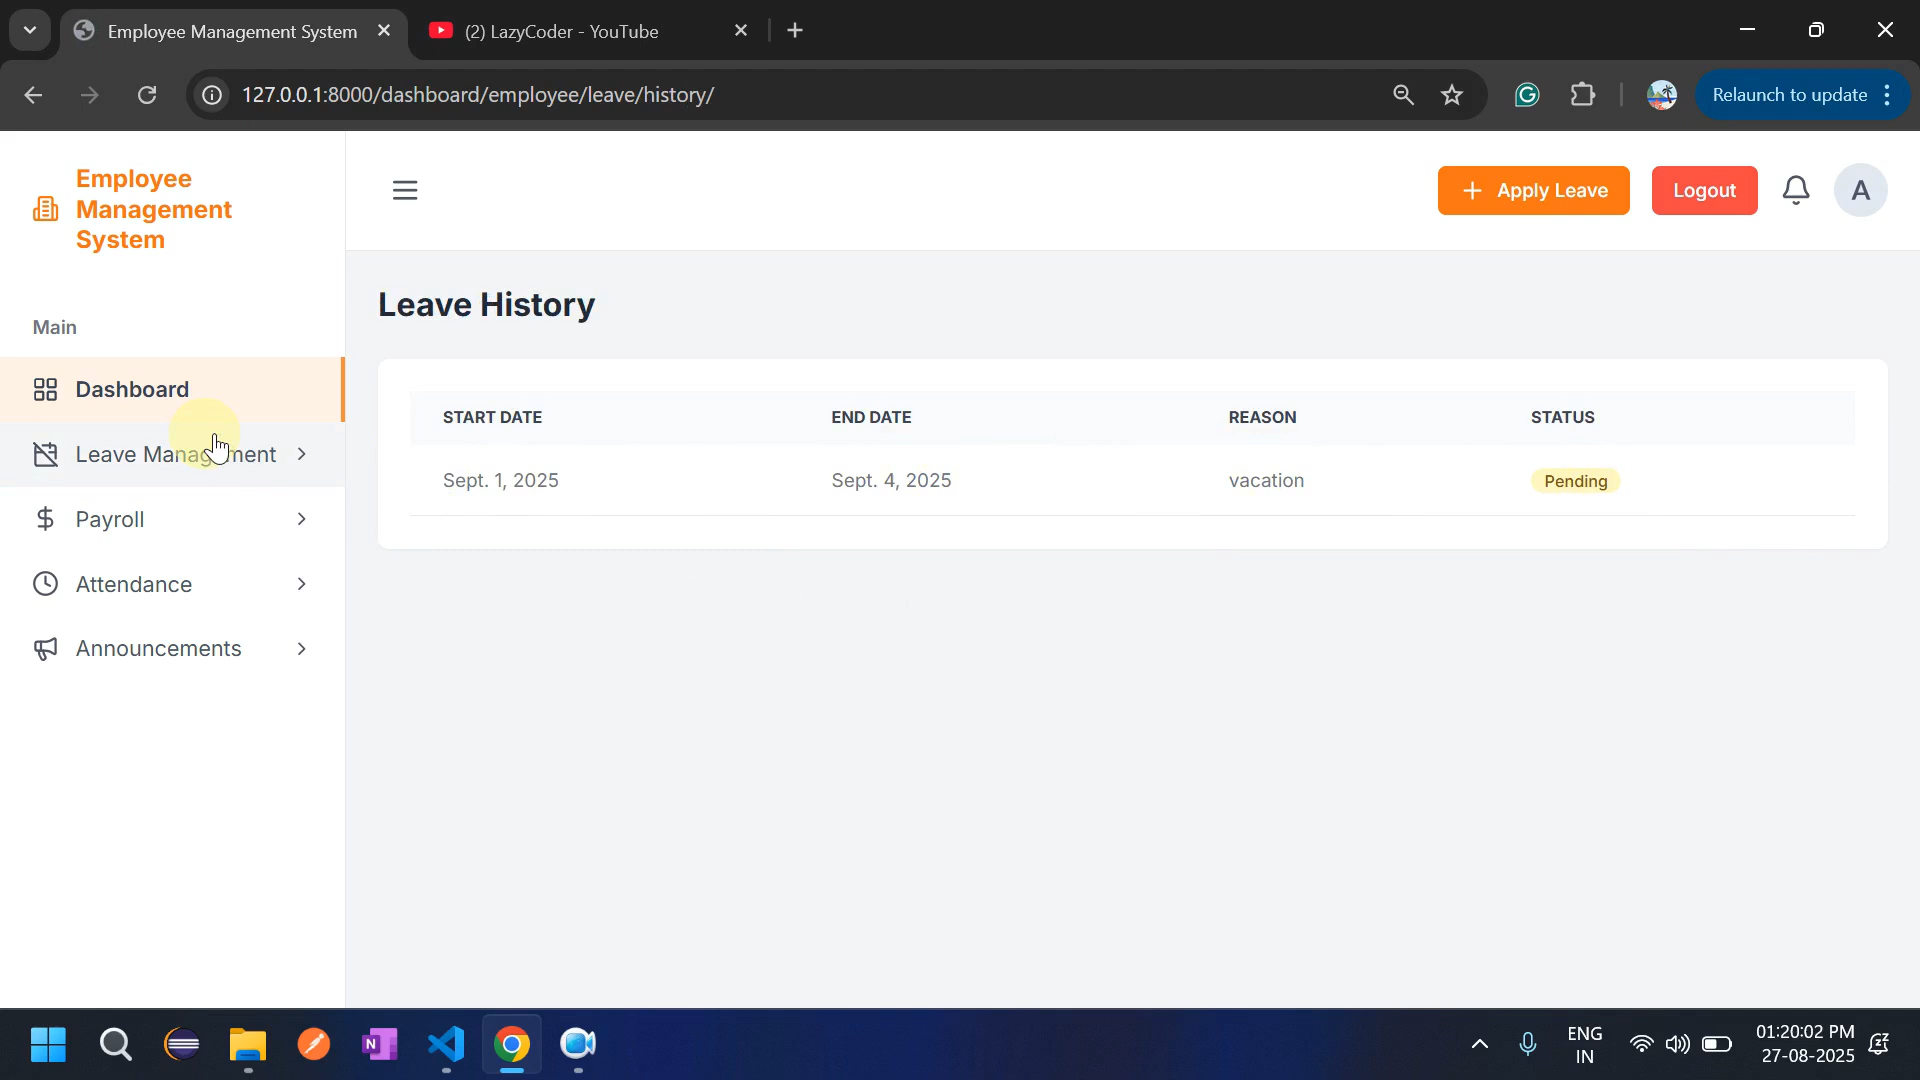 Employee Management System
(2) LazyCoder - YouTube
127.0.0.1:8000/dashboard/employee/leave/history/
Relaunch to update
Employee
Management
System
Apply Leave
Logout
A
Main
Dashboard
Leave Management
Payroll
Attendance
Announcements
Leave History
START DATE END DATE REASON STATUS
Sept. 1, 2025 Sept. 4, 2025 vacation Pending
ENG
IN
01:20:02 PM
27-08-2025